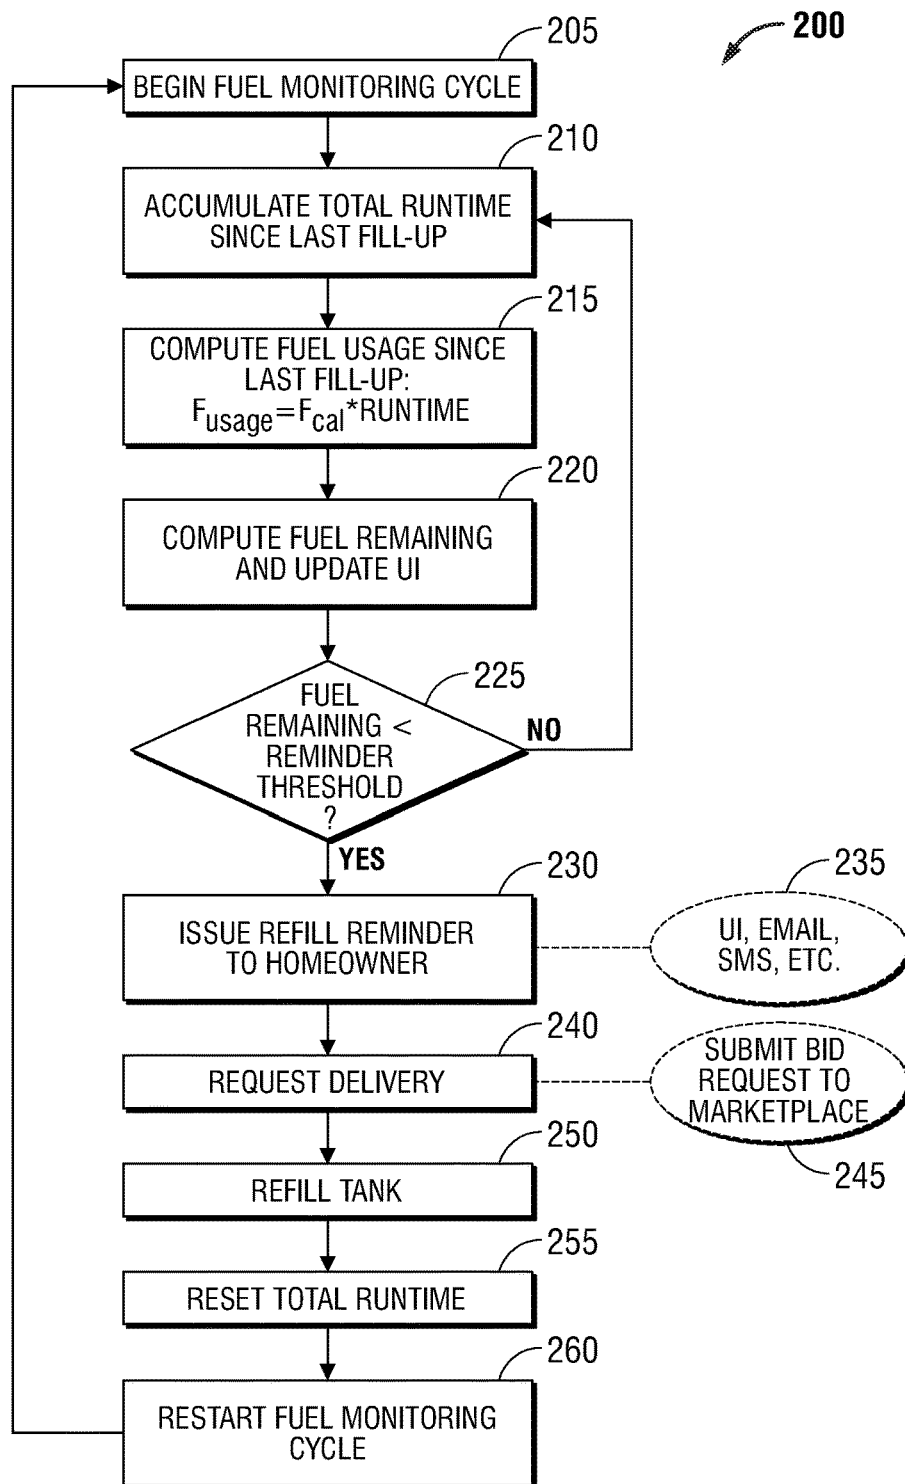 200
205
BEGIN FUEL MONITORING CYCLE
210
ACCUMULATE TOTAL RUNTIME
SINCE LAST FILL-UP
215
COMPUTE FUEL USAGE SINCE
LAST FILL-UP:
Fusage=Fcal*RUNTIME
220
COMPUTE FUEL REMAINING
AND UPDATE UI
225
FUEL
REMAINING <
REMINDER
THRESHOLD
?
NO
YES
230
ISSUE REFILL REMINDER
TO HOMEOWNER
235
UI, EMAIL,
SMS, ETC.
240
REQUEST DELIVERY
SUBMIT BID
REQUEST TO
MARKETPLACE
245
250
REFILL TANK
255
RESET TOTAL RUNTIME
260
RESTART FUEL MONITORING
CYCLE